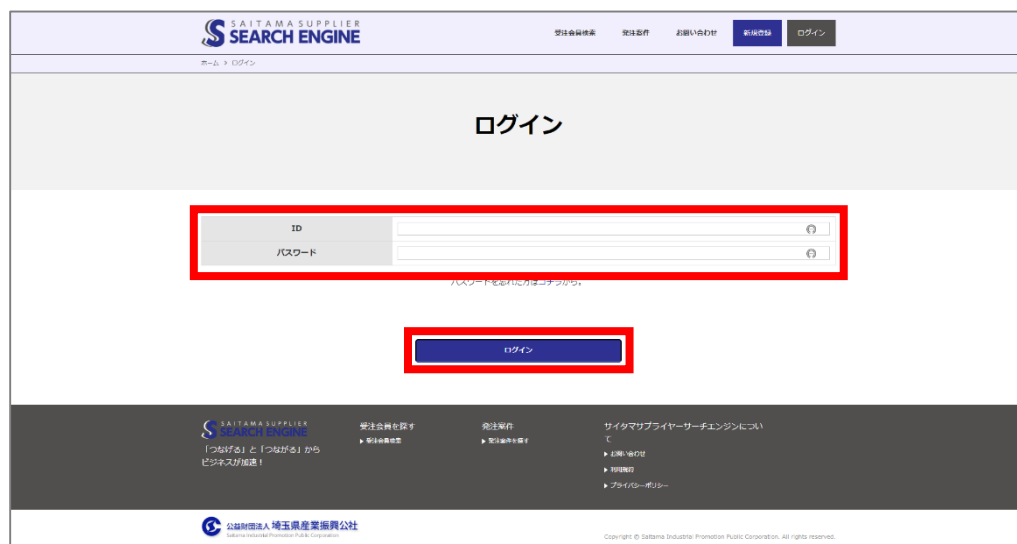 SAITAMA SUPPLIER
SEARCH ENGINE
受注会員検索 発注案件 お問い合わせ 新規登録 ログイン
ホーム > ログイン
ログイン
ID
パスワード
パスワードを忘れた方はコチラから。
ログイン
SAITAMA SUPPLIER
SEARCH ENGINE
「つなげる」と「つながる」から
ビジネスが加速！
受注会員を探す
▶ 受注会員検索
発注案件
▶ 発注案件を探す
サイタマサプライヤーサーチエンジンについ
て
▶ お問い合わせ
▶ 利用規約
▶ プライバシーポリシー
公益財団法人 埼玉県産業振興公社
Saitama Industrial Promotion Public Corporation
Copyright © Saitama Industrial Promotion Public Corporation. All rights reserved.